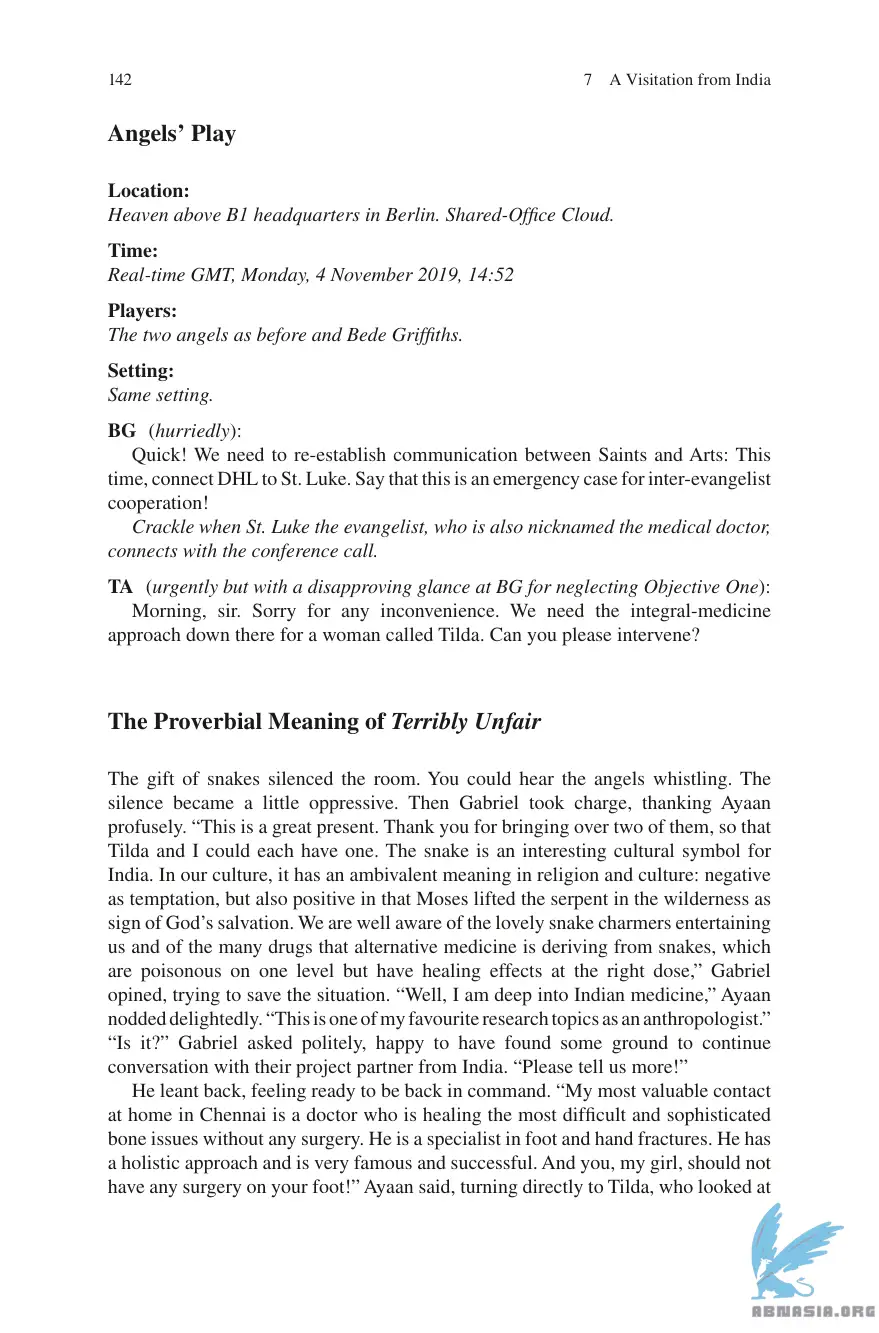 142
7 A Visitation from India
Angels’ Play
Location:
Heaven above B1 headquarters in Berlin. Shared-Office Cloud.
Time:
Real-time GMT, Monday, 4 November 2019, 14:52
Players:
The two angels as before and Bede Griffiths.
Setting:
Same setting.
BG (hurriedly):
Quick! We need to re-establish communication between Saints and Arts: This
time, connect DHL to St. Luke. Say that this is an emergency case for inter-evangelist
cooperation!
Crackle when St. Luke the evangelist, who is also nicknamed the medical doctor,
connects with the conference call.
TA (urgently but with a disapproving glance at BG for neglecting Objective One):
Morning, sir. Sorry for any inconvenience. We need the integral-medicine
approach down there for a woman called Tilda. Can you please intervene?
The Proverbial Meaning of Terribly Unfair
The gift of snakes silenced the room. You could hear the angels whistling. The
silence became a little oppressive. Then Gabriel took charge, thanking Ayaan
profusely. “This is a great present. Thank you for bringing over two of them, so that
Tilda and I could each have one. The snake is an interesting cultural symbol for
India. In our culture, it has an ambivalent meaning in religion and culture: negative
as temptation, but also positive in that Moses lifted the serpent in the wilderness as
sign of God’s salvation. We are well aware of the lovely snake charmers entertaining
us and of the many drugs that alternative medicine is deriving from snakes, which
are poisonous on one level but have healing effects at the right dose,” Gabriel
opined, trying to save the situation. “Well, I am deep into Indian medicine,” Ayaan
nodded delightedly. “This is one of my favourite research topics as an anthropologist.”
“Is it?” Gabriel asked politely, happy to have found some ground to continue
conversation with their project partner from India. “Please tell us more!”
He leant back, feeling ready to be back in command. “My most valuable contact
at home in Chennai is a doctor who is healing the most difficult and sophisticated
bone issues without any surgery. He is a specialist in foot and hand fractures. He has
a holistic approach and is very famous and successful. And you, my girl, should not
have any surgery on your foot!” Ayaan said, turning directly to Tilda, who looked at
ABNASIA.ORG